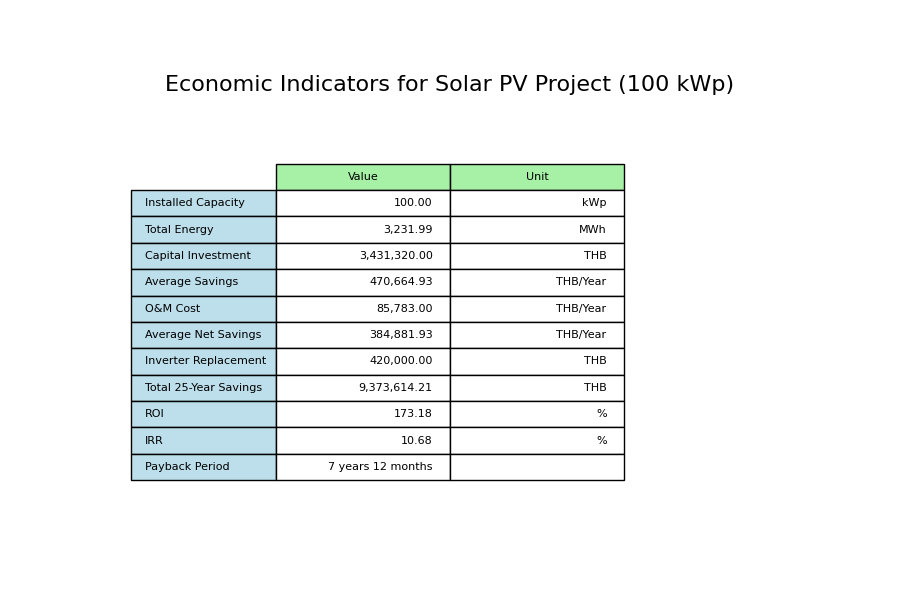 Economic Indicators for Solar PV Project (100 kWp)
Value Unit
Installed Capacity 100.00 kWp
Total Energy 3,231.99 MWh
Capital Investment 3,431,320.00 THB
Average Savings 470,664.93 THB/Year
O&M Cost 85,783.00 THB/Year
Average Net Savings 384,881.93 THB/Year
Inverter Replacement 420,000.00 THB
Total 25-Year Savings 9,373,614.21 THB
ROI 173.18 %
IRR 10.68 %
Payback Period 7 years 12 months